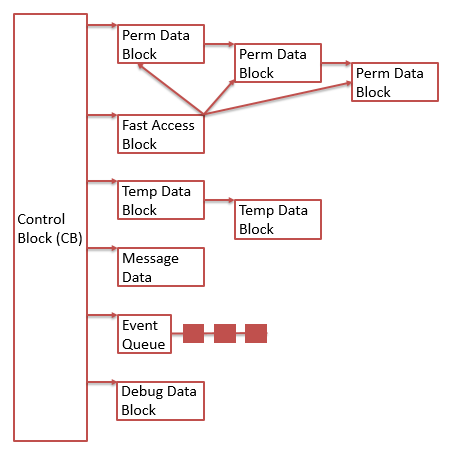 Perm Data
Block
Perm Data
Block
Perm Data
Block
Fast Access
Block
Temp Data
Block
Temp Data
Block
Control
Block (CB)
Message
Data
Event
Queue
Debug Data
Block